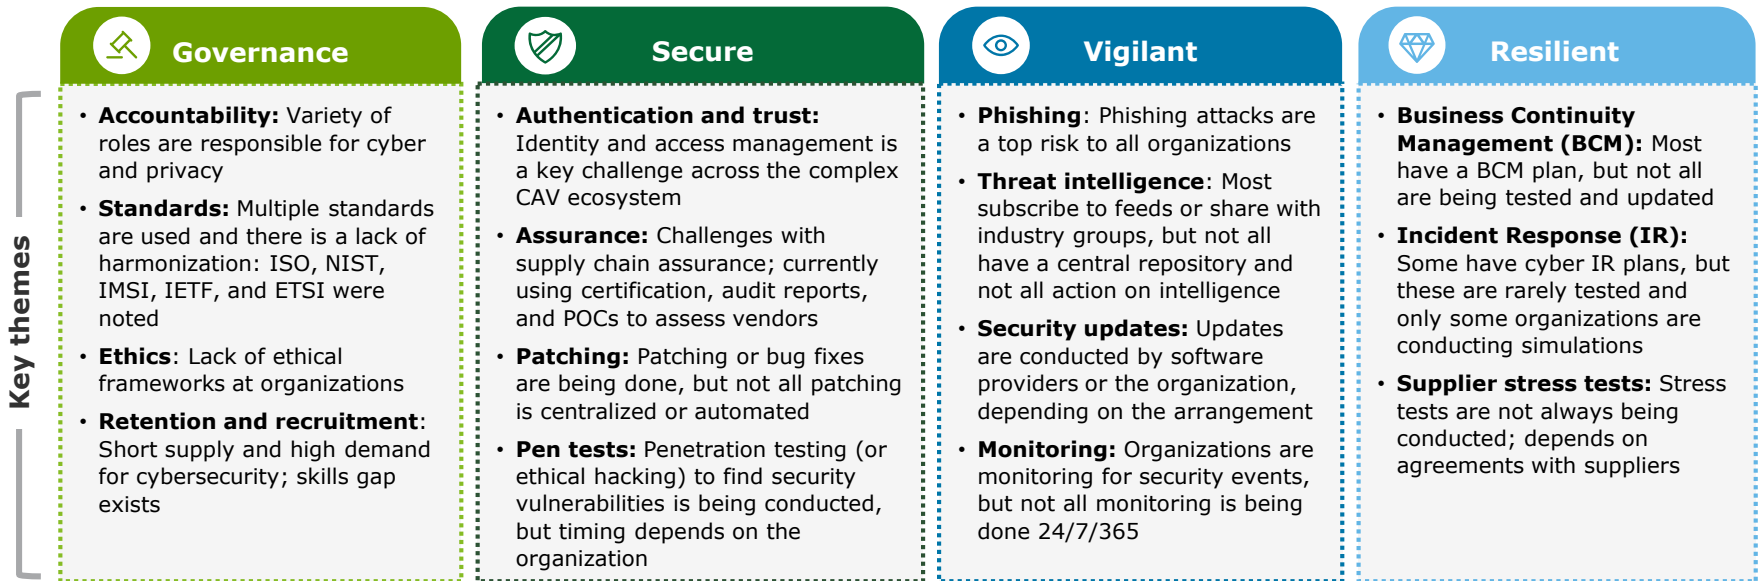 Key themes
Governance
• Accountability: Variety of
roles are responsible for cyber
and privacy
• Standards: Multiple standards
are used and there is a lack of
harmonization: ISO, NIST,
IMSI, IETF, and ETSI were
noted
• Ethics: Lack of ethical
frameworks at organizations
• Retention and recruitment:
Short supply and high demand
for cybersecurity; skills gap
exists
Secure
• Authentication and trust:
Identity and access management is
a key challenge across the complex
CAV ecosystem
• Assurance: Challenges with
supply chain assurance; currently
using certification, audit reports,
and POCs to assess vendors
• Patching: Patching or bug fixes
are being done, but not all patching
is centralized or automated
• Pen tests: Penetration testing (or
ethical hacking) to find security
vulnerabilities is being conducted,
but timing depends on the
organization
Vigilant
• Phishing: Phishing attacks are
a top risk to all organizations
• Threat intelligence: Most
subscribe to feeds or share with
industry groups, but not all
have a central repository and
not all action on intelligence
• Security updates: Updates
are conducted by software
providers or the organization,
depending on the arrangement
• Monitoring: Organizations are
monitoring for security events,
but not all monitoring is being
done 24/7/365
Resilient
• Business Continuity
Management (BCM): Most
have a BCM plan, but not all
are being tested and updated
• Incident Response (IR):
Some have cyber IR plans, but
these are rarely tested and
only some organizations are
conducting simulations
• Supplier stress tests: Stress
tests are not always being
conducted; depends on
agreements with suppliers